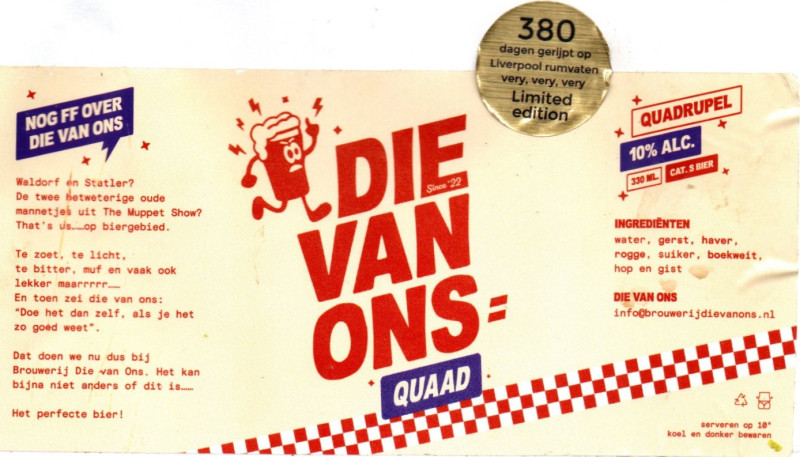 380
dagen gerijpt op
Liverpool rumvaten
very, very, very
Limited
edition
NOG FF OVER
DIE VAN ONS
Waldorf en Statler?
De twee betweterige oude
mannetjes uit The Muppet Show?
That's us……op biergebied.
Te zoet, te licht,
te bitter, muf en vaak ook
lekker maarrrrr……
En toen zei die van ons:
“Doe het dan zelf, als je het
zo goed weet”.
Dat doen we nu dus bij
Brouwerij Die van Ons. Het kan
bijna niet anders of dit is……
Het perfecte bier!
DIE
Since '22
VAN
ONS=
QUAAD
QUADRUPEL
10% ALC.
330 ML. CAT. S BIER
INGREDIËNTEN
water, gerst, haver,
rogge, suiker, boekweit,
hop en gist
DIE VAN ONS
info@brouwerijdievanons.nl
serveren op 10°
koel en donker bewaren